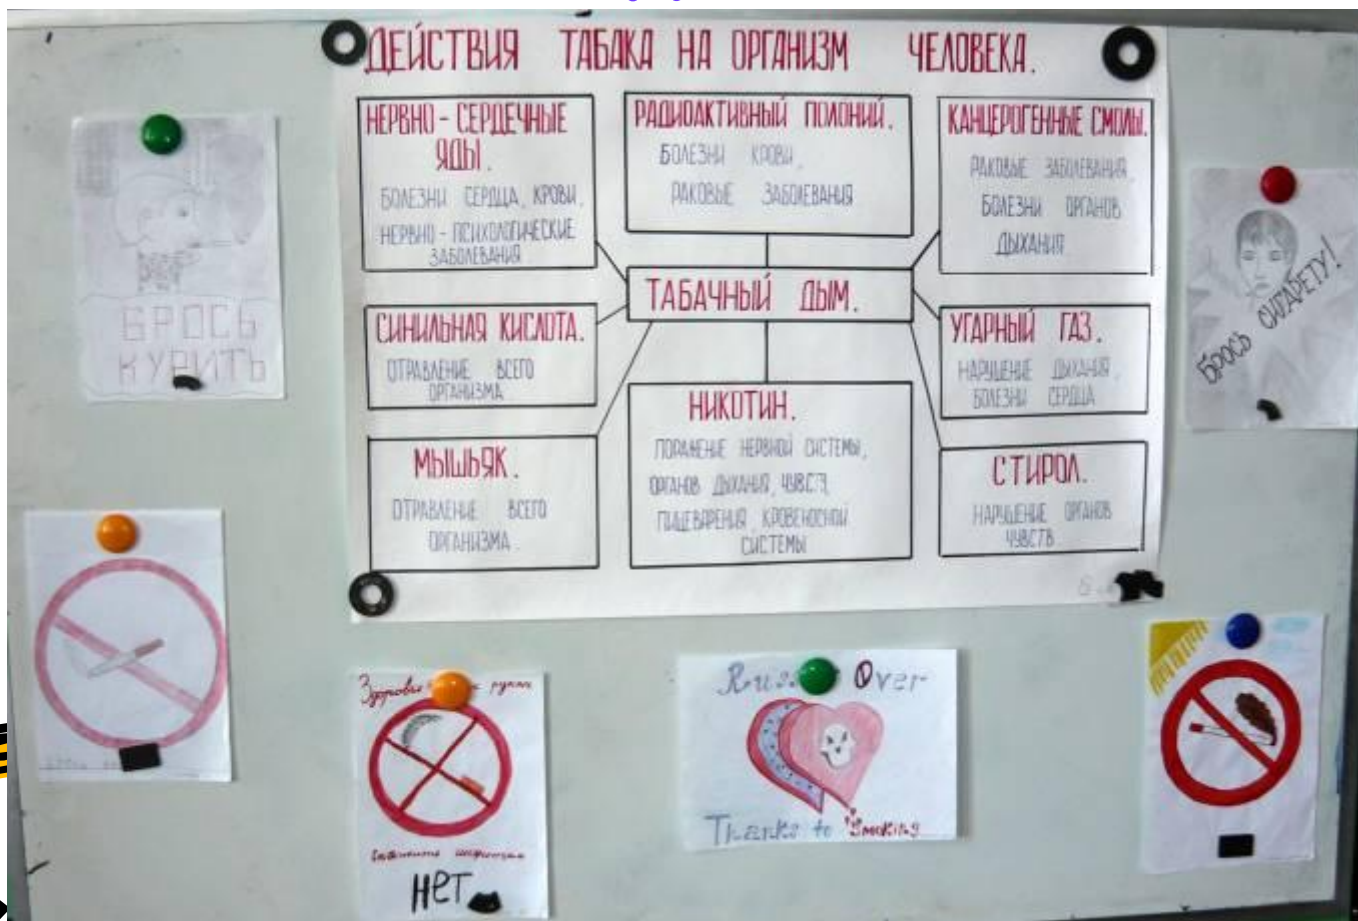 ДЕЙСТВИЯ ТАБАКА НА ОРГАНИЗМ ЧЕЛОВЕКА.
НЕРВНО-СЕРДЕЧНЫЕ
ЯДЫ.
БОЛЕЗНИ СЕРДЦА, КРОВИ,
НЕРВНО-ПСИХОЛОГИЧЕСКИЕ
ЗАБОЛЕВАНИЯ
РАДИОАКТИВНЫЙ ПОЛОНИЙ.
БОЛЕЗНИ КРОВИ,
РАКОВЫЕ ЗАБОЛЕВАНИЯ
КАНЦЕРОГЕННЫЕ СМОЛЫ.
РАКОВЫЕ ЗАБОЛЕВАНИЯ,
БОЛЕЗНИ ОРГАНОВ
ДЫХАНИЯ
ТАБАЧНЫЙ ДЫМ.
СИНИЛЬНАЯ КИСЛОТА.
ОТРАВЛЕНИЕ ВСЕГО
ОРГАНИЗМА
УГАРНЫЙ ГАЗ.
НАРУШЕНИЕ ДЫХАНИЯ,
БОЛЕЗНИ СЕРДЦА
МЫШЬЯК.
ОТРАВЛЕНИЕ ВСЕГО
ОРГАНИЗМА.
НИКОТИН.
ПОРАЖЕНИЕ НЕРВНОЙ СИСТЕМЫ,
ОРГАНОВ ДЫХАНИЯ, ЧУВСТ,
ПИЩЕВАРЕНИЯ, КРОВЕНОСНОЙ
СИСТЕМЫ
СТИРОЛ.
НАРУШЕНИЕ ОРГАНОВ
ЧУВСТВ
БРОСЬ
КУРИТЬ
БРОСЬ СИГАРЕТУ!
НЕТ
Over
Thanks to Smoking